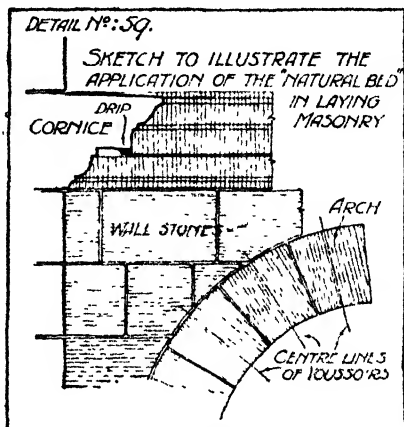 DETAIL Nº: 59.
SKETCH TO ILLUSTRATE THE
APPLICATION OF THE "NATURAL BED"
IN LAYING
MASONRY
DRIP
CORNICE
ARCH
WALL STONES
CENTRE LINES
OF VOUSSOIRS